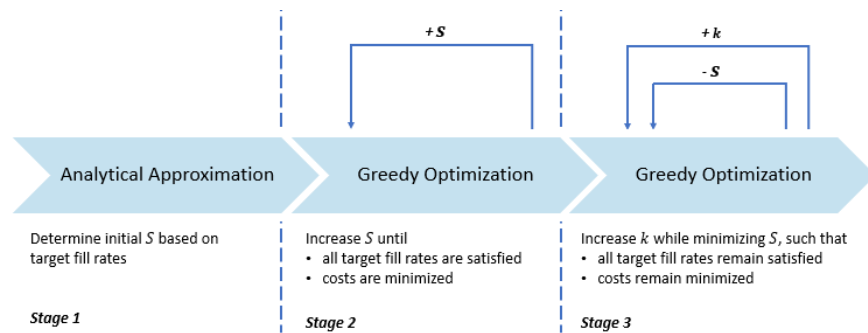 + S
+ k
- S
Analytical Approximation
Greedy Optimization
Greedy Optimization
Determine initial S based on
target fill rates
Stage 1
Increase S until
• all target fill rates are satisfied
• costs are minimized
Stage 2
Increase k while minimizing S, such that
• all target fill rates remain satisfied
• costs remain minimized
Stage 3